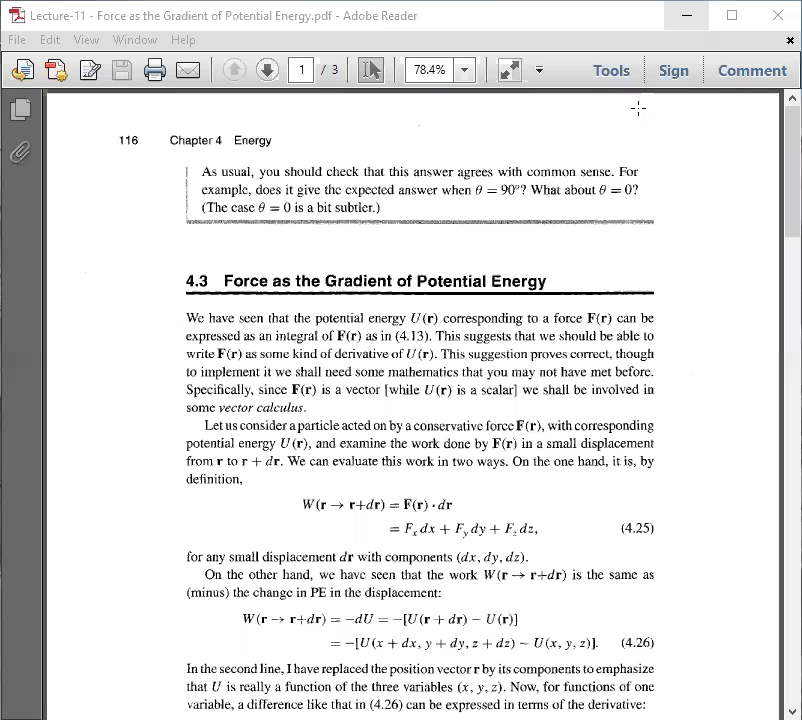 Lecture-11 - Force as the Gradient of Potential Energy.pdf - Adobe Reader
File Edit View Window Help
1 / 3 78.4% Tools Sign Comment
116 Chapter 4 Energy
As usual, you should check that this answer agrees with common sense. For
example, does it give the expected answer when θ = 90°? What about θ = 0?
(The case θ = 0 is a bit subtler.)
4.3 Force as the Gradient of Potential Energy
We have seen that the potential energy U(r) corresponding to a force F(r) can be
expressed as an integral of F(r) as in (4.13). This suggests that we should be able to
write F(r) as some kind of derivative of U(r). This suggestion proves correct, though
to implement it we shall need some mathematics that you may not have met before.
Specifically, since F(r) is a vector [while U(r) is a scalar] we shall be involved in
some vector calculus.
Let us consider a particle acted on by a conservative force F(r), with corresponding
potential energy U(r), and examine the work done by F(r) in a small displacement
from r to r + dr. We can evaluate this work in two ways. On the one hand, it is, by
definition,
W(r → r+dr) = F(r) · dr
= Fₓ dx + F_y dy + F_z dz, (4.25)
for any small displacement dr with components (dx, dy, dz).
On the other hand, we have seen that the work W(r → r+dr) is the same as
(minus) the change in PE in the displacement:
W(r → r+dr) = −dU = −[U(r + dr) − U(r)]
= −[U(x + dx, y + dy, z + dz) − U(x, y, z)]. (4.26)
In the second line, I have replaced the position vector r by its components to emphasize
that U is really a function of the three variables (x, y, z). Now, for functions of one
variable, a difference like that in (4.26) can be expressed in terms of the derivative: